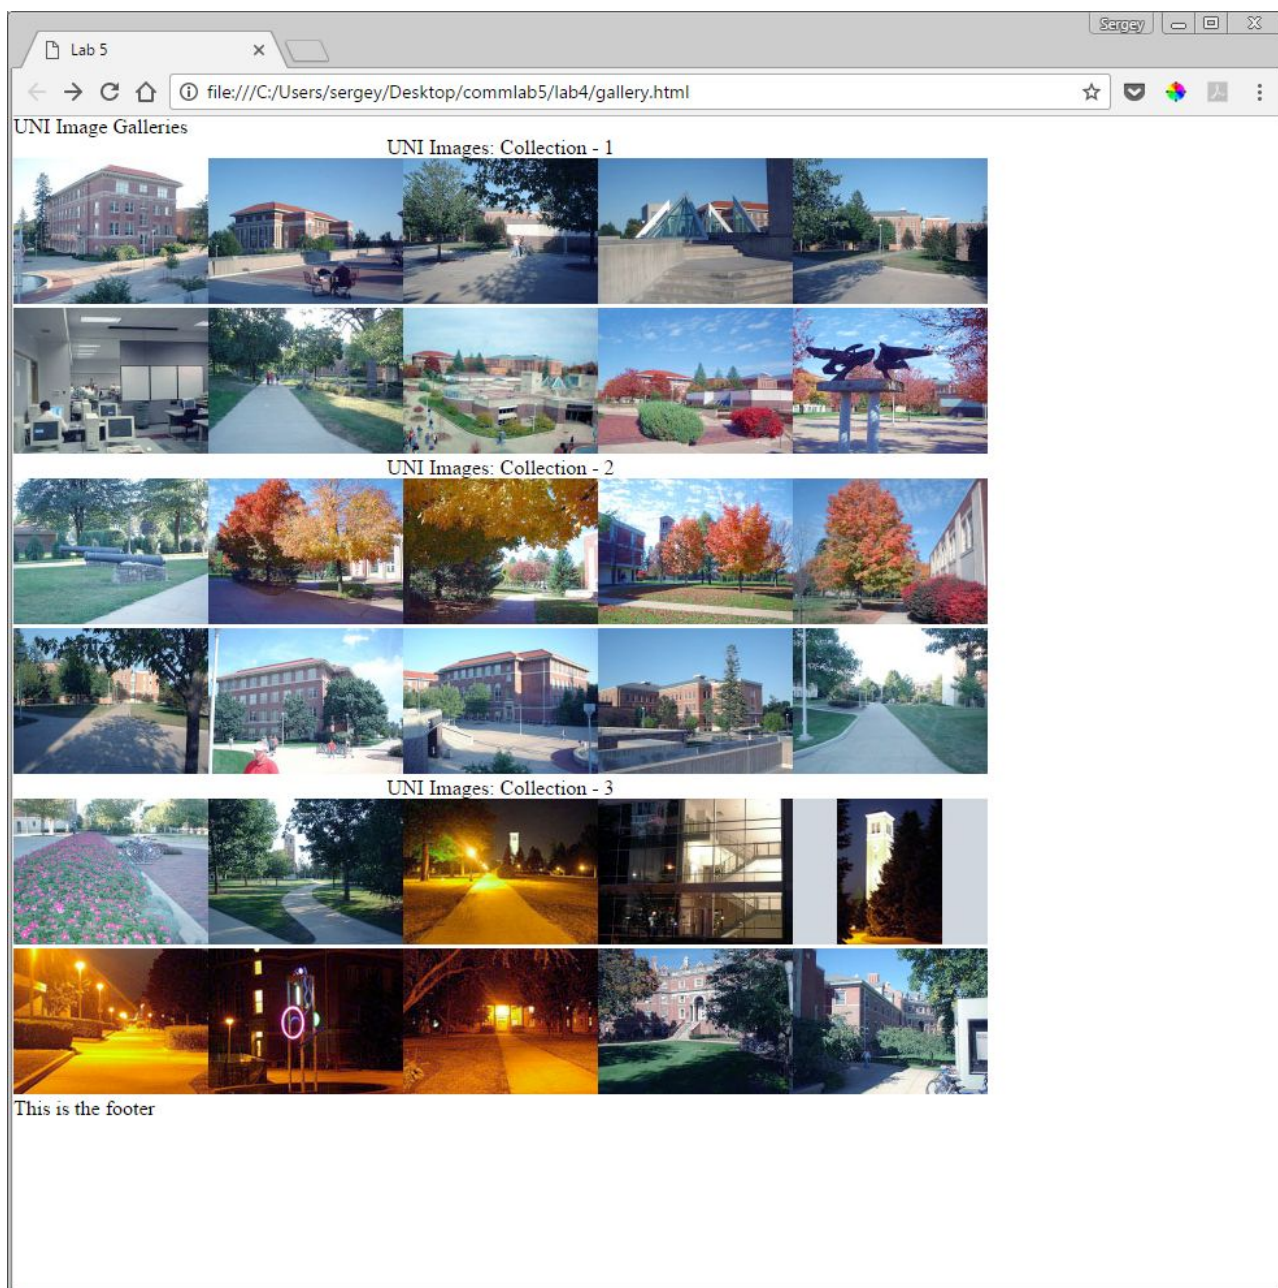 Sergey
Lab 5
file:///C:/Users/sergey/Desktop/commlab5/lab4/gallery.html
UNI Image Galleries
UNI Images: Collection - 1
UNI Images: Collection - 2
UNI Images: Collection - 3
This is the footer